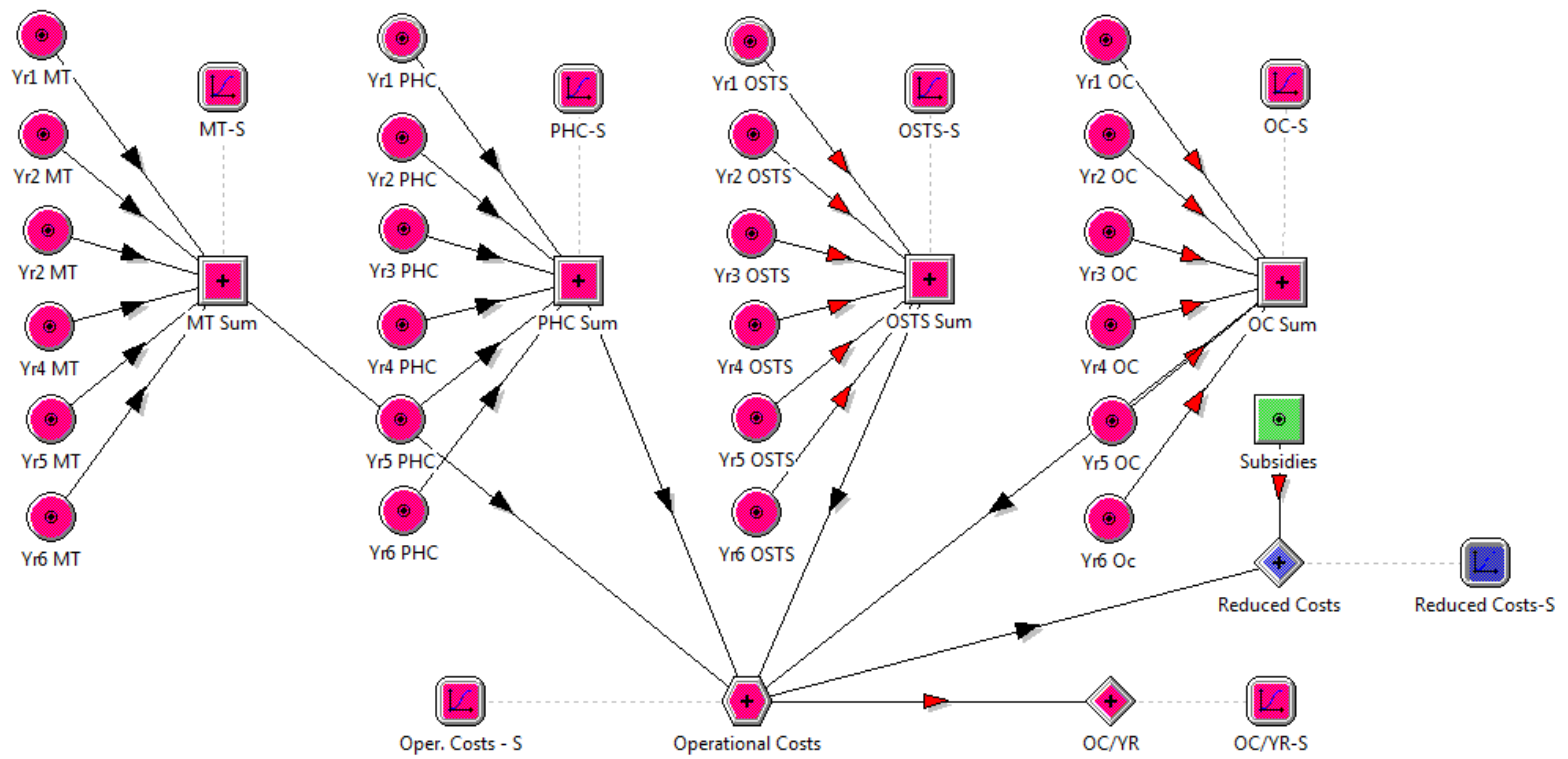 Yr1 MT
MT-S
Yr2 MT
Yr2 MT
MT Sum
Yr4 MT
Yr5 MT
Yr6 MT
Yr1 PHC
PHC-S
Yr2 PHC
Yr3 PHC
PHC Sum
Yr4 PHC
Yr5 PHC
Yr6 PHC
Yr1 OSTS
OSTS-S
Yr2 OSTS
Yr3 OSTS
OSTS Sum
Yr4 OSTS
Yr5 OSTS
Yr6 OSTS
Yr1 OC
OC-S
Yr2 OC
Yr3 OC
OC Sum
Yr4 OC
Yr5 OC
Subsidies
Yr6 Oc
Reduced Costs
Reduced Costs-S
Oper. Costs - S
Operational Costs
OC/YR
OC/YR-S